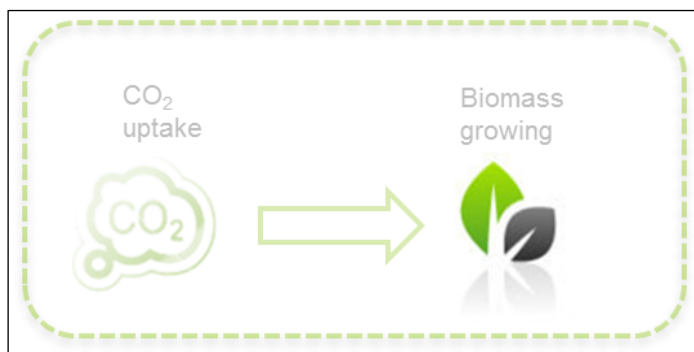 CO₂
uptake
Biomass
growing
CO₂